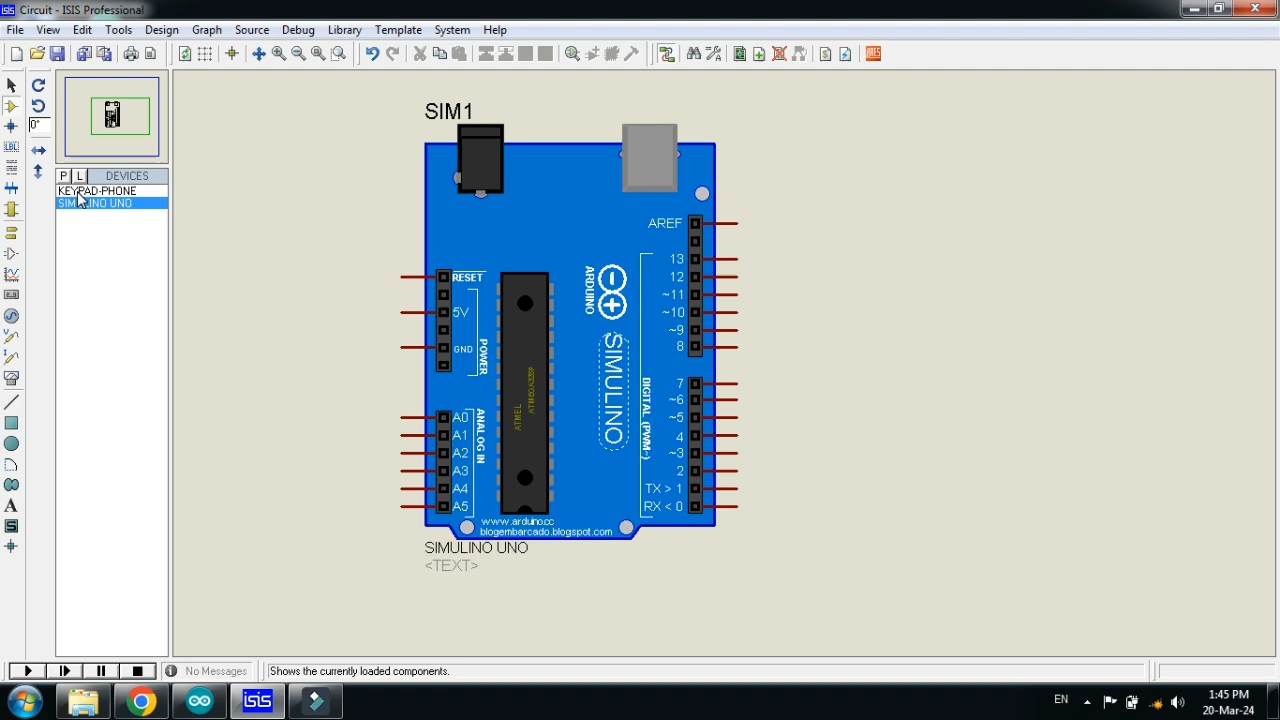 Circuit - ISIS Professional
File View Edit Tools Design Graph Source Debug Library Template System Help
ARES
0°
LBL
P L DEVICES
KEYPAD-PHONE
SIMULINO UNO
A
SIM1
AREF
13
12
~11
~10
~9
8
7
~6
~5
4
~3
2
TX > 1
RX < 0
DIGITAL (PWM~)
ARDUINO
SIMULINO
RESET
5V
GND
POWER
A0
A1
A2
A3
A4
A5
ANALOG IN
ATMEL
www.arduino.cc
blogembarcado.blogspot.com
SIMULINO UNO
<TEXT>
No Messages
Shows the currently loaded components.
isis
EN
1:45 PM
20-Mar-24